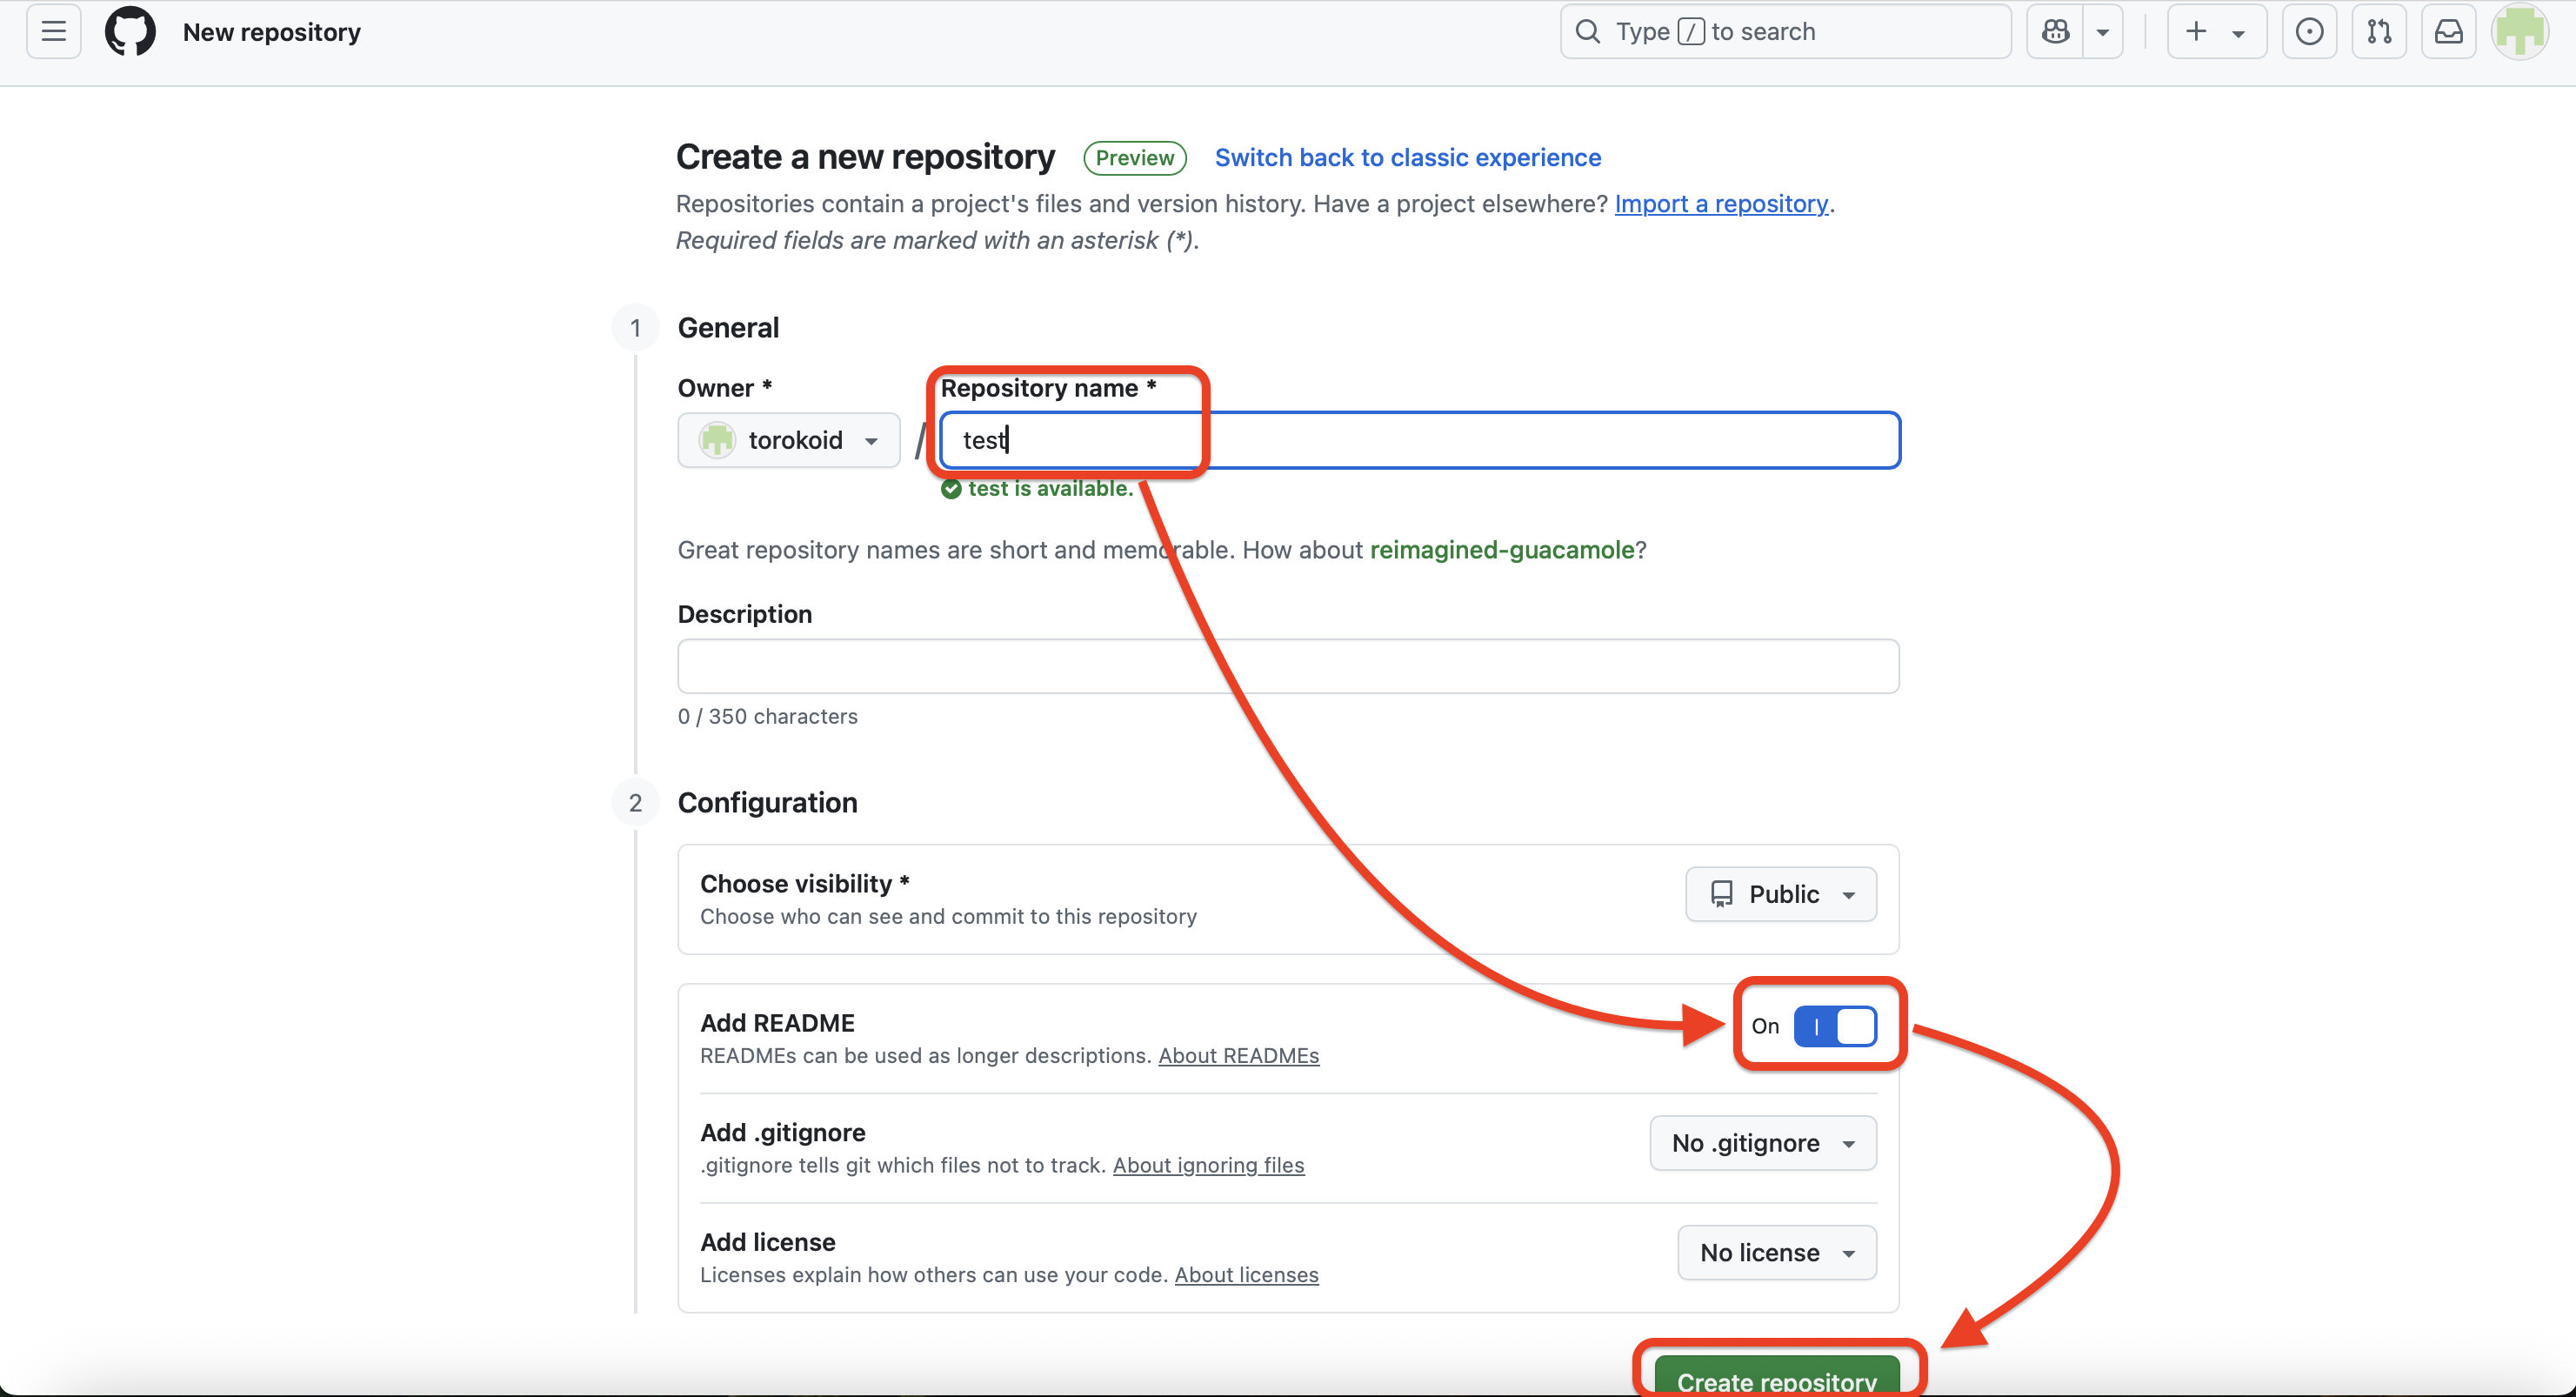 New repository
Type / to search
Create a new repository Preview Switch back to classic experience
Repositories contain a project's files and version history. Have a project elsewhere? Import a repository.
Required fields are marked with an asterisk (*).
1 General
Owner * Repository name *
torokoid / test
test is available.
Great repository names are short and memorable. How about reimagined-guacamole?
Description
0 / 350 characters
2 Configuration
Choose visibility * Public
Choose who can see and commit to this repository
Add README On
READMEs can be used as longer descriptions. About READMEs
Add .gitignore No .gitignore
.gitignore tells git which files not to track. About ignoring files
Add license No license
Licenses explain how others can use your code. About licenses
Create repository